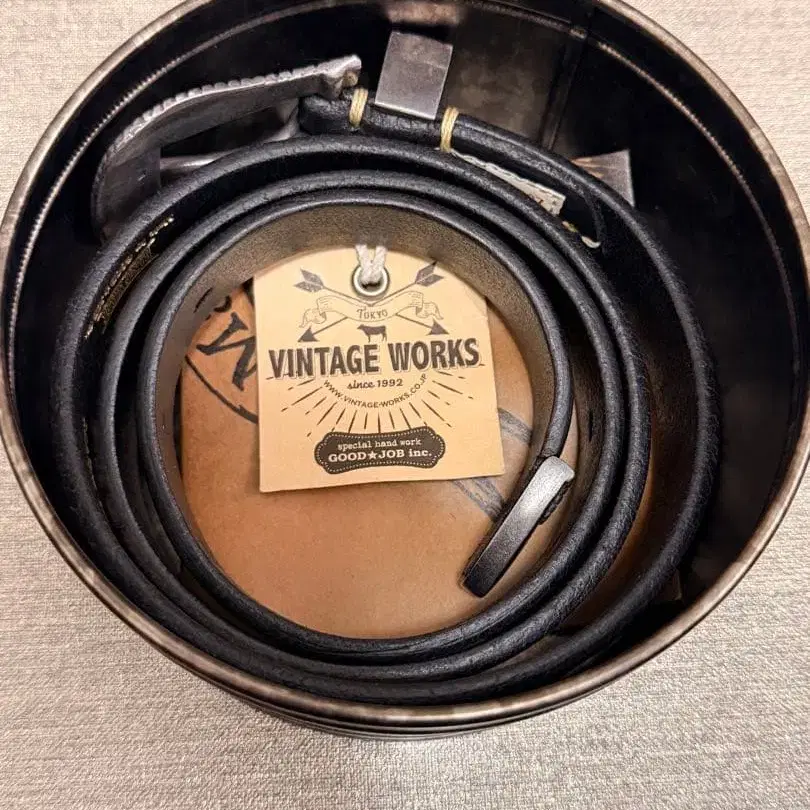 TOKYO
VINTAGE WORKS
since 1992
WWW.VINTAGE-WORKS.CO.JP
special hand work
GOOD★JOB inc.
M